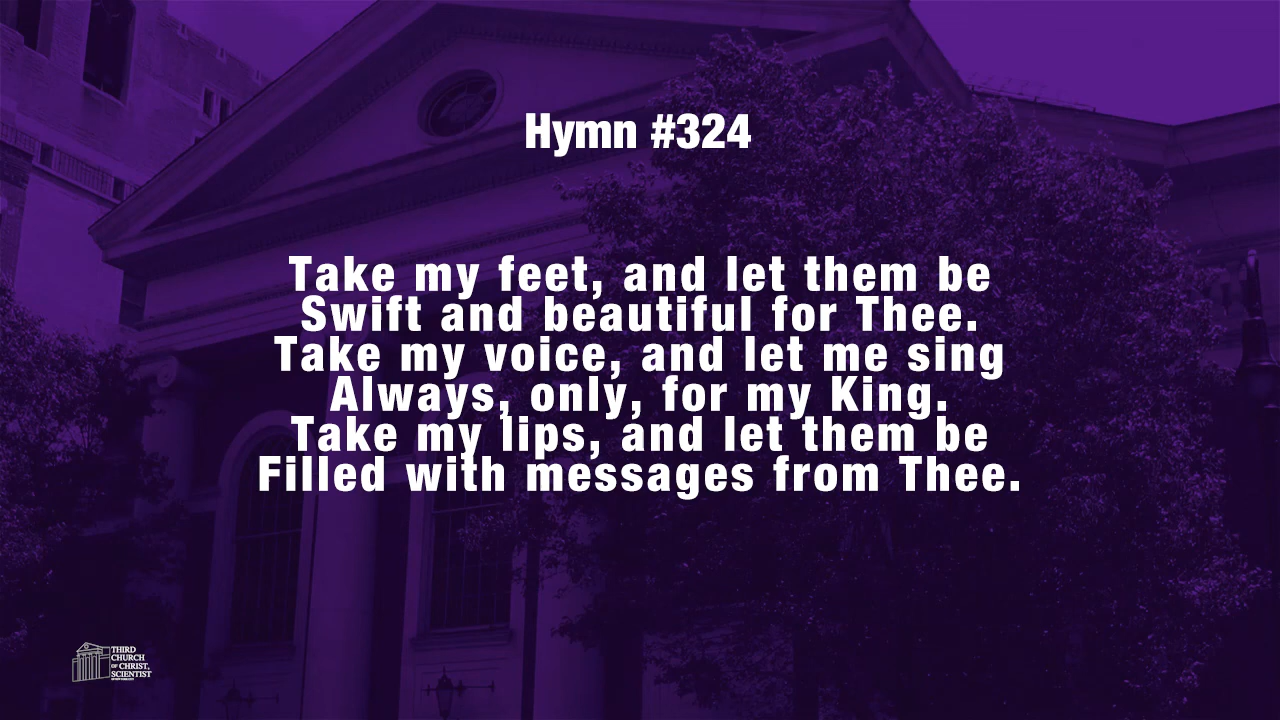 Hymn #324
Take my feet, and let them be
Swift and beautiful for Thee.
Take my voice, and let me sing
Always, only, for my King.
Take my lips, and let them be
Filled with messages from Thee.
THIRD
CHURCH
OF CHRIST,
SCIENTIST